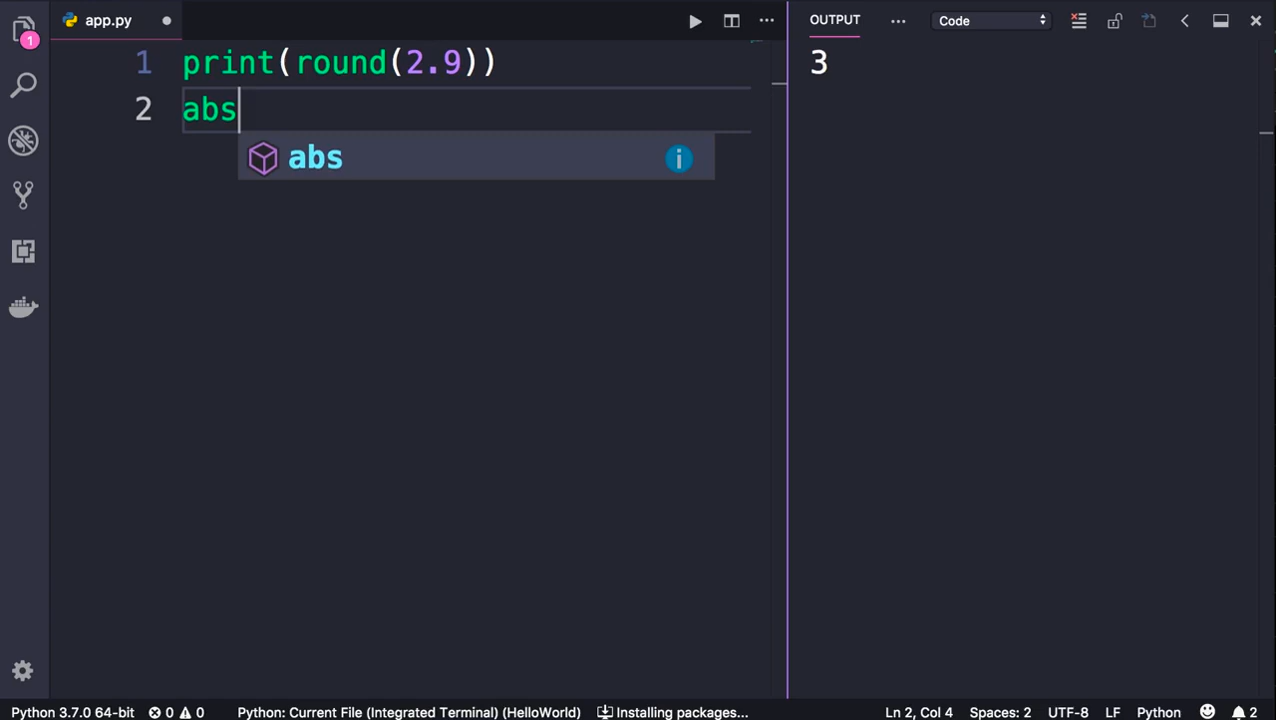 app.py
OUTPUT
Code
1
1 print(round(2.9))
2 abs
abs
i
3
Python 3.7.0 64-bit 0 0 Python: Current File (Integrated Terminal) (HelloWorld) Installing packages... Ln 2, Col 4 Spaces: 2 UTF-8 LF Python 2